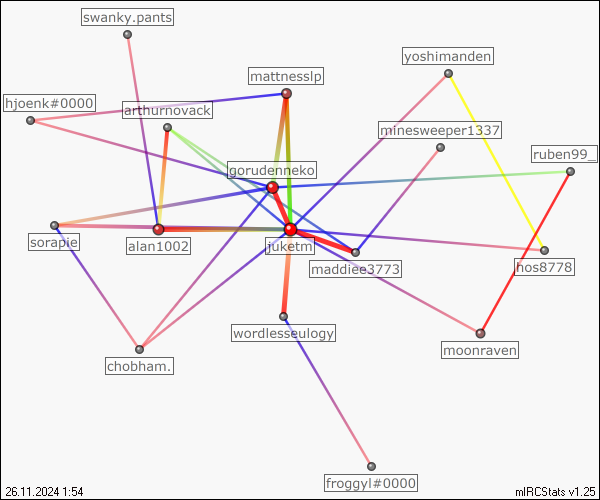 swanky.pants
yoshimanden
mattnesslp
hjoenk#0000
arthurnovack
minesweeper1337
ruben99_
gorudenneko
sorapie
alan1002
juketm
maddiee3773
hos8778
wordlesseulogy
moonraven
chobham.
froggyl#0000
26.11.2024 1:54
mIRCStats v1.25